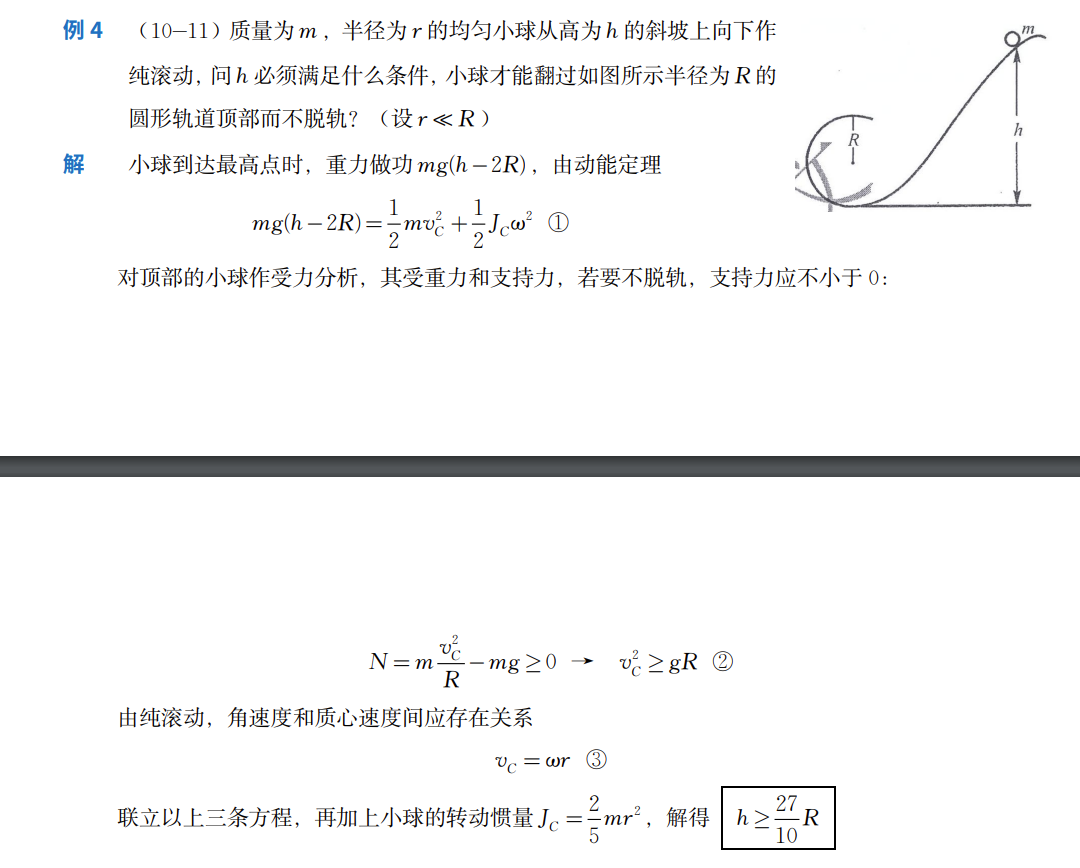 例 4 （10–11）质量为 m ，半径为 r 的均匀小球从高为 h 的斜坡上向下作
纯滚动，问 h 必须满足什么条件，小球才能翻过如图所示半径为 R 的
圆形轨道顶部而不脱轨？（设 r ≪ R ）
m
R
h
解 小球到达最高点时，重力做功 mg(h − 2R) ，由动能定理
mg(h − 2R) = \frac{1}{2}mv_C^2 + \frac{1}{2}J_Cω^2 ①
对顶部的小球作受力分析，其受重力和支持力，若要不脱轨，支持力应不小于 0：
N = m\frac{v_C^2}{R} − mg ≥ 0 → v_C^2 ≥ gR ②
由纯滚动，角速度和质心速度间应存在关系
v_C = ωr ③
联立以上三条方程，再加上小球的转动惯量 J_C = \frac{2}{5}mr^2 ，解得 h ≥ \frac{27}{10}R